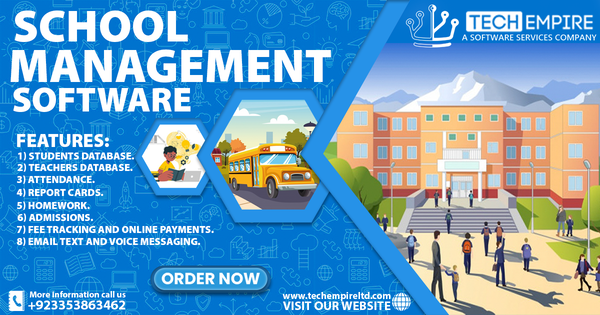 SCHOOL
MANAGEMENT
SOFTWARE
TECH EMPIRE
A SOFTWARE SERVICES COMPANY
FEATURES:
1) STUDENTS DATABASE.
2) TEACHERS DATABASE.
3) ATTENDANCE.
4) REPORT CARDS.
5) HOMEWORK.
6) ADMISSIONS.
7) FEE TRACKING AND ONLINE PAYMENTS.
8) EMAIL TEXT AND VOICE MESSAGING.
ORDER NOW
More Information call us
+923353863462
www.techempireltd.com
VISIT OUR WEBSITE